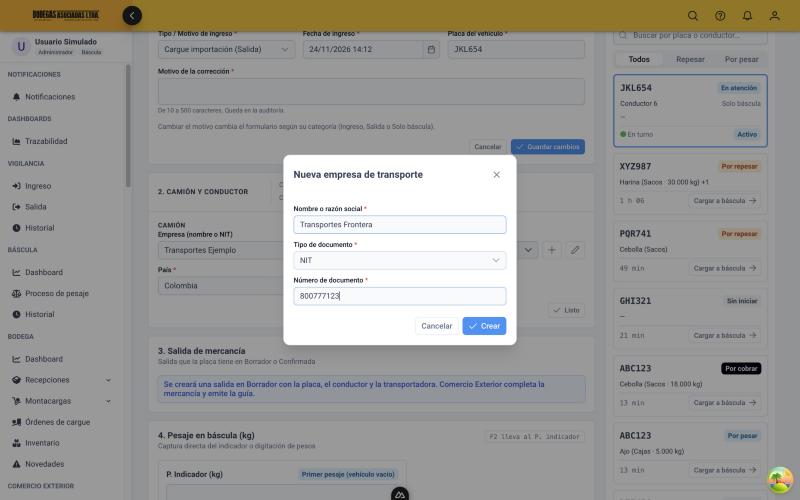 BODEGAS ASOCIADAS LTDA.
U
Usuario Simulado
Administrador Báscula
NOTIFICACIONES
Notificaciones
DASHBOARDS
Trazabilidad
VIGILANCIA
Ingreso
Salida
Historial
BÁSCULA
Dashboard
Proceso de pesaje
Historial
BODEGA
Dashboard
Recepciones
Montacargas
Órdenes de cargue
Inventario
Novedades
COMERCIO EXTERIOR
Tipo / Motivo de ingreso *
Cargue importación (Salida)
Fecha de ingreso *
24/11/2026 14:12
Placa del vehículo *
JKL654
Motivo de la corrección *
De 10 a 500 caracteres. Queda en la auditoría.
Cambiar el motivo cambia el formulario según su categoría (Ingreso, Salida o Solo báscula).
Cancelar
Guardar cambios
2. CAMIÓN Y CONDUCTOR
CAMIÓN
Empresa (nombre o NIT)
Transportes Ejemplo
País *
Colombia
Listo
Nueva empresa de transporte
Nombre o razón social *
Transportes Frontera
Tipo de documento *
NIT
Número de documento *
800777123
Cancelar
Crear
3. Salida de mercancía
Salida que la placa tiene en Borrador o Confirmada
Se creará una salida en Borrador con la placa, el conductor y la transportadora. Comercio Exterior completa la
mercancía y emite la guía.
4. Pesaje en báscula (kg)
Captura directa del indicador o digitación de pesos
F2 lleva al P. indicador
P. Indicador (kg)
Primer pesaje (vehículo vacío)
Buscar por placa o conductor...
Todos Repesar Por pesar
JKL654
En atención
Conductor 6
Solo báscula
—
En turno
Activo
XYZ987
Por repesar
Harina (Sacos · 30.000 kg) +1
1 h 06
Cargar a báscula
PQR741
Por repesar
Cebolla (Sacos)
49 min
Cargar a báscula
GHI321
Sin iniciar
—
21 min
Cargar a báscula
ABC123
Por cobrar
Cebolla (Sacos · 18.000 kg)
13 min
Cargar a báscula
ABC123
Por pesar
Ajo (Cajas · 5.000 kg)
13 min
Cargar a báscula